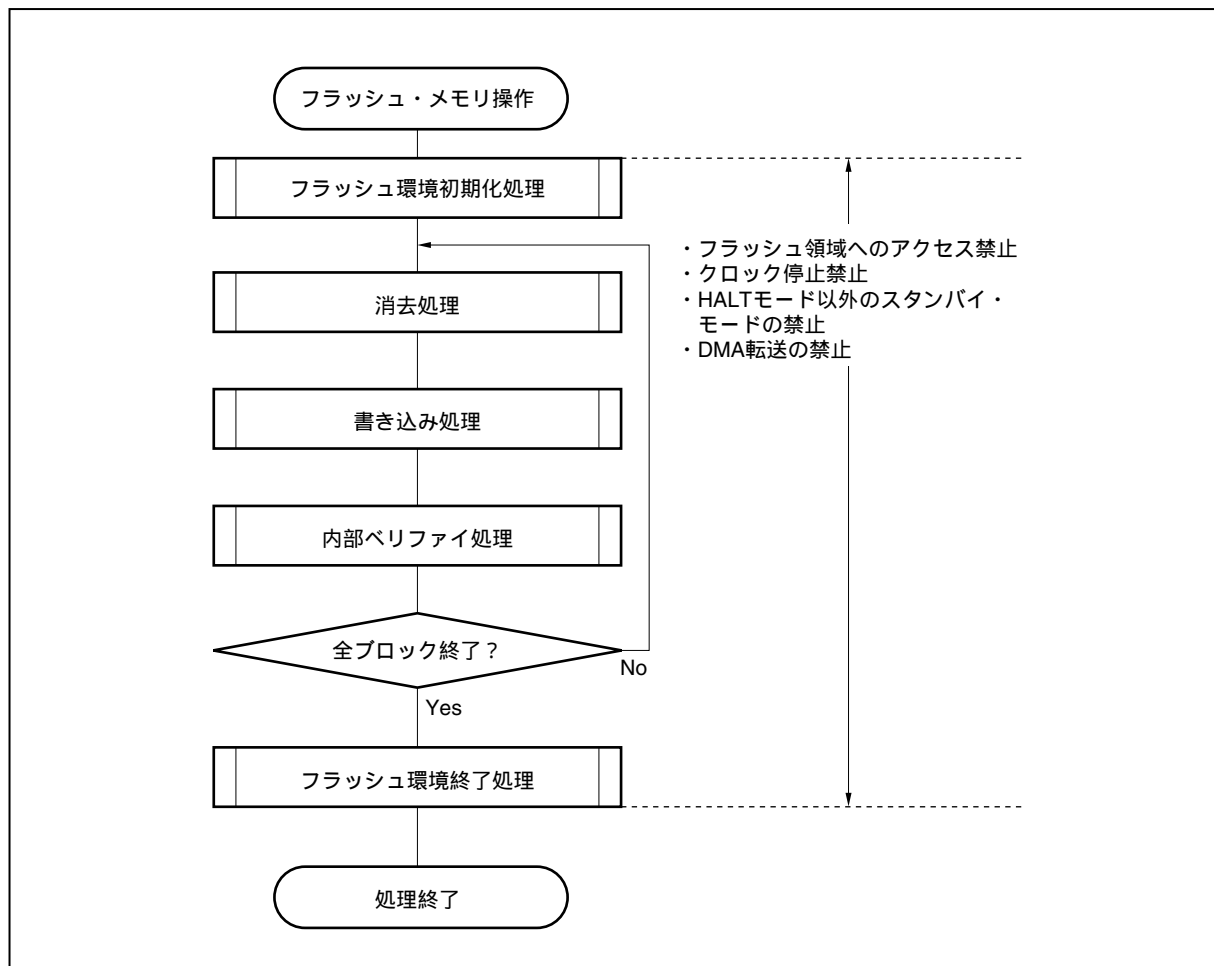 フラッシュ・メモリ操作
フラッシュ環境初期化処理
・フラッシュ領域へのアクセス禁止
・クロック停止禁止
・HALTモード以外のスタンバイ・
モードの禁止
・DMA転送の禁止
消去処理
書き込み処理
内部ベリファイ処理
全ブロック終了？
No
Yes
フラッシュ環境終了処理
処理終了